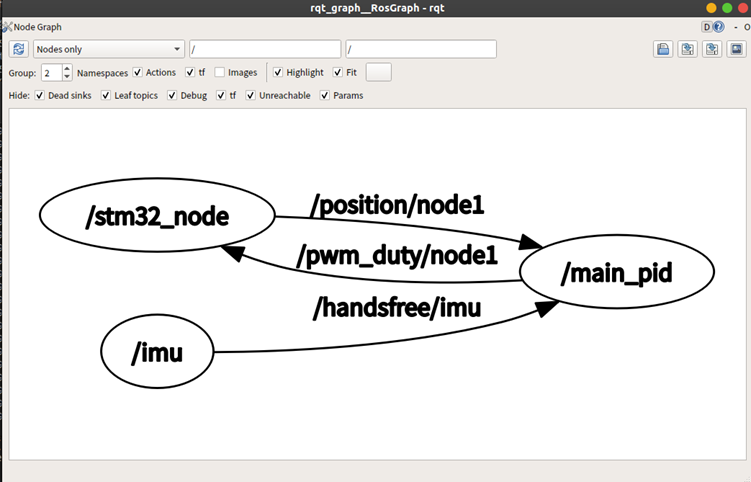 rqt_graph__RosGraph - rqt
Node Graph
D
- O
Nodes only
/
/
Group: 2 Namespaces Actions tf Images Highlight Fit
Hide: Dead sinks Leaf topics Debug tf Unreachable Params
/position/node1
/stm32_node
/pwm_duty/node1
/main_pid
/handsfree/imu
/imu